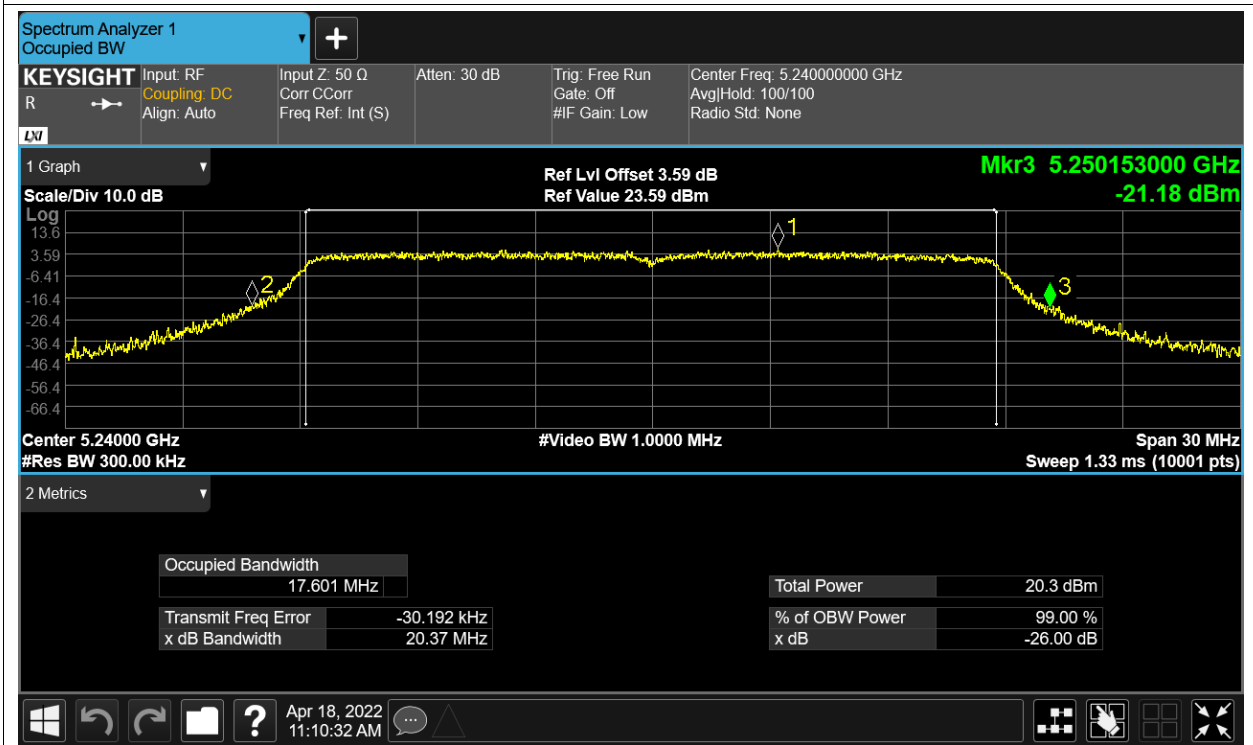 Spectrum Analyzer 1
Occupied BW
KEYSIGHT
R
LXI
Input: RF
Coupling: DC
Align: Auto
Input Z: 50 Ω
Corr CCorr
Freq Ref: Int (S)
Atten: 30 dB
Trig: Free Run
Gate: Off
#IF Gain: Low
Center Freq: 5.240000000 GHz
Avg|Hold: 100/100
Radio Std: None
1 Graph
Scale/Div 10.0 dB
Ref Lvl Offset 3.59 dB
Ref Value 23.59 dBm
Mkr3 5.250153000 GHz
-21.18 dBm
Log
13.6
3.59
-6.41
-16.4
-26.4
-36.4
-46.4
-56.4
-66.4
1
2
3
Center 5.24000 GHz
#Res BW 300.00 kHz
#Video BW 1.0000 MHz
Span 30 MHz
Sweep 1.33 ms (10001 pts)
2 Metrics
Occupied Bandwidth
17.601 MHz
Transmit Freq Error -30.192 kHz
x dB Bandwidth 20.37 MHz
Total Power 20.3 dBm
% of OBW Power 99.00 %
x dB -26.00 dB
?
Apr 18, 2022
11:10:32 AM